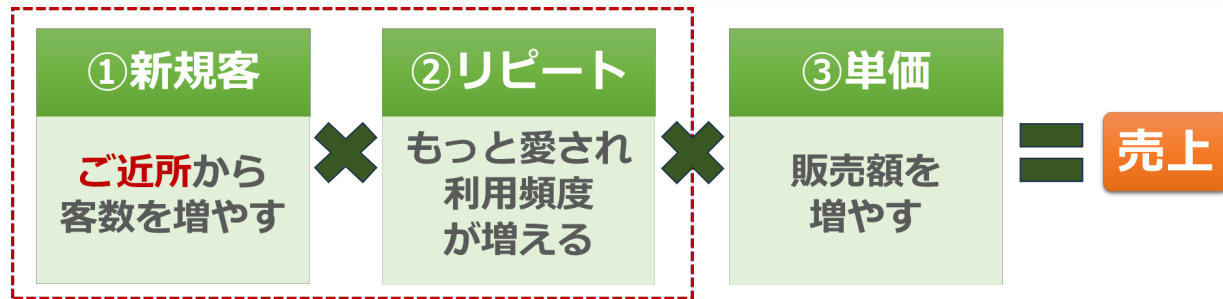 ①新規客
ご近所から
客数を増やす
②リピート
もっと愛され
利用頻度
が増える
③単価
販売額を
増やす
売上